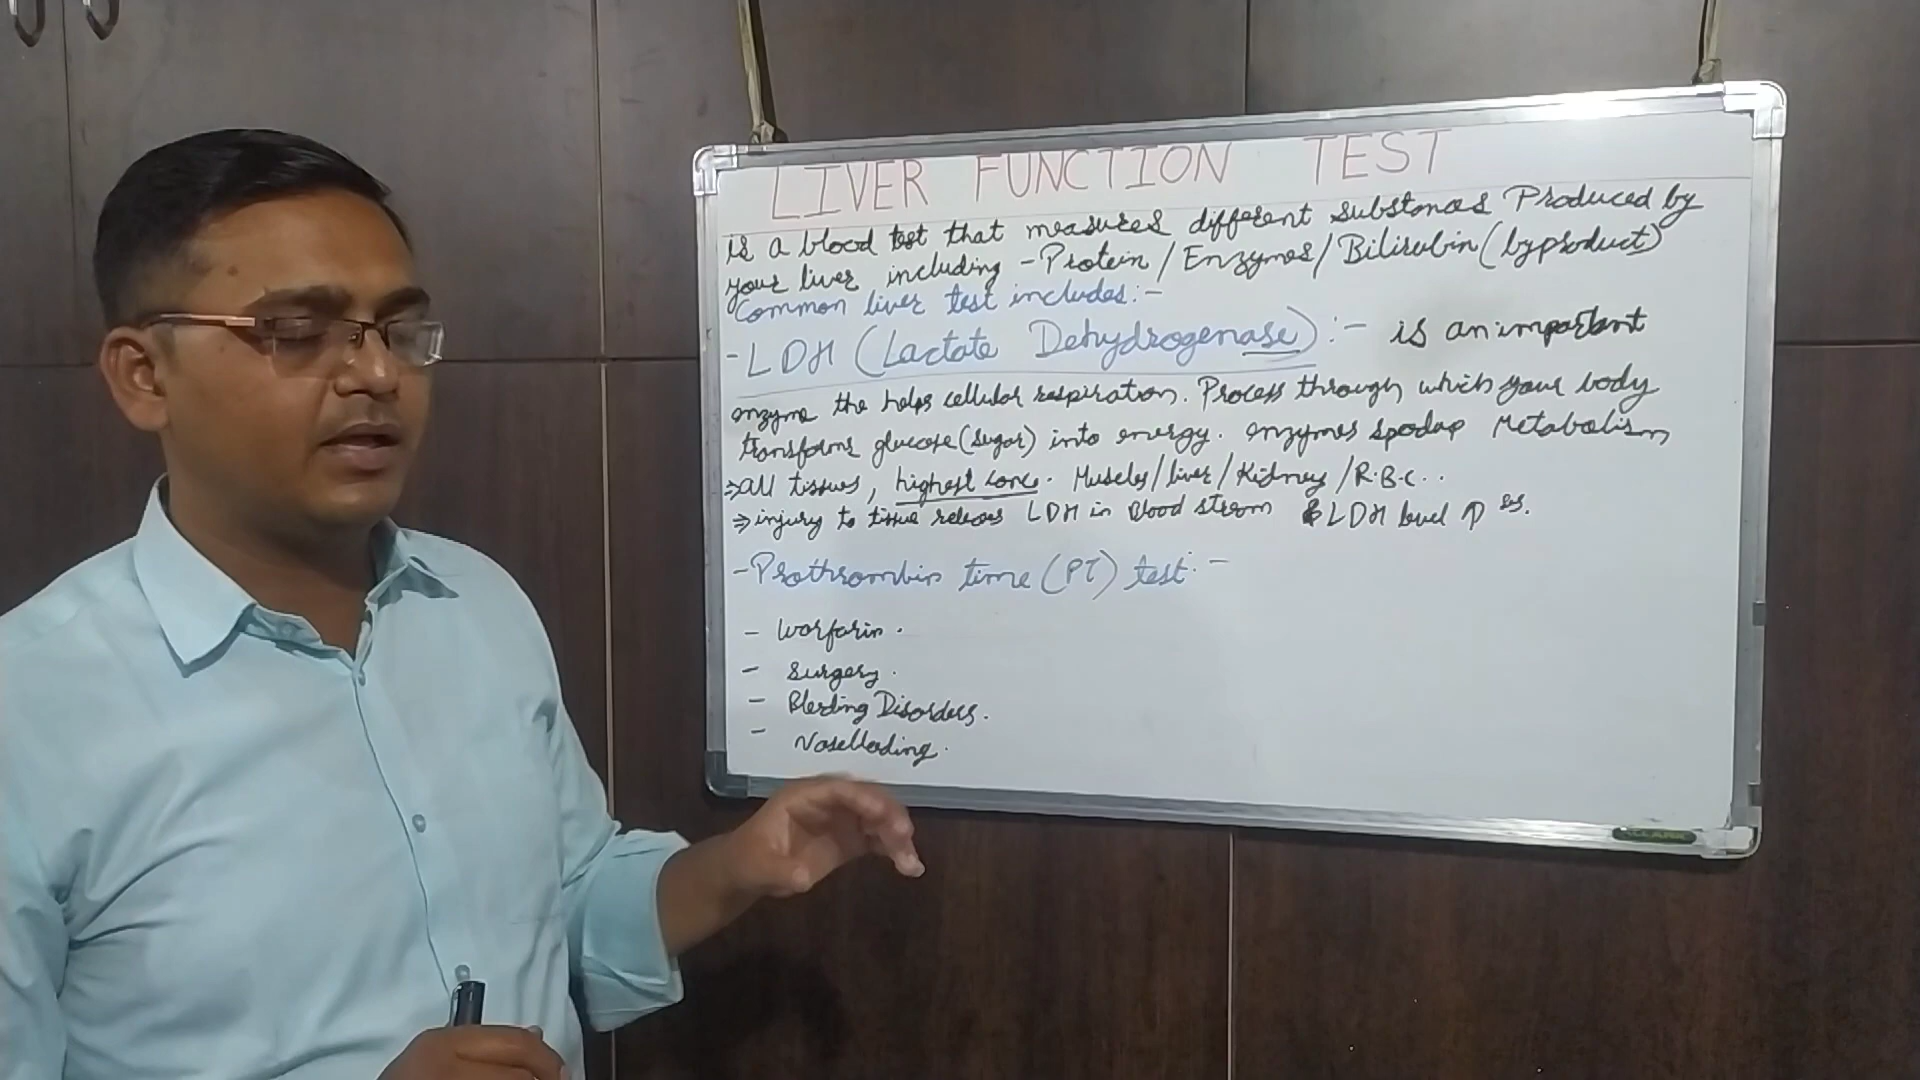 LIVER FUNCTION TEST
is a blood test that measures different substances Produced by
your liver including - Protein / Enzymes / Bilirubin (byproduct)
Common liver test includes:-
- LDH (Lactate Dehydrogenase) :- is an important
enzyme the helps cellular respiration. Process through which your body
transforms glucose (sugar) into energy. enzymes Metabolism
⇒ all tissues, highest conc. Muscles / liver / Kidney / R.B.C..
⇒ injury to tissue releases LDH in Blood stream & LDH level ↑ ses.
- Prothrombin time (PT) test :-
- Warfarin.
- Surgery.
- Bleeding Disorders.
- Nosebleeding.